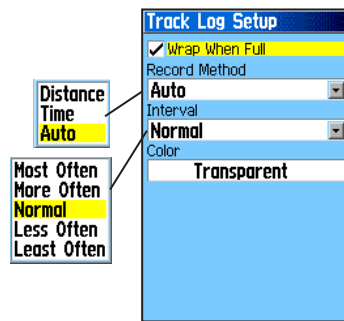 Track Log Setup
Wrap When Full
Record Method
Auto
Interval
Normal
Color
Transparent
Distance
Time
Auto
Most Often
More Often
Normal
Less Often
Least Often